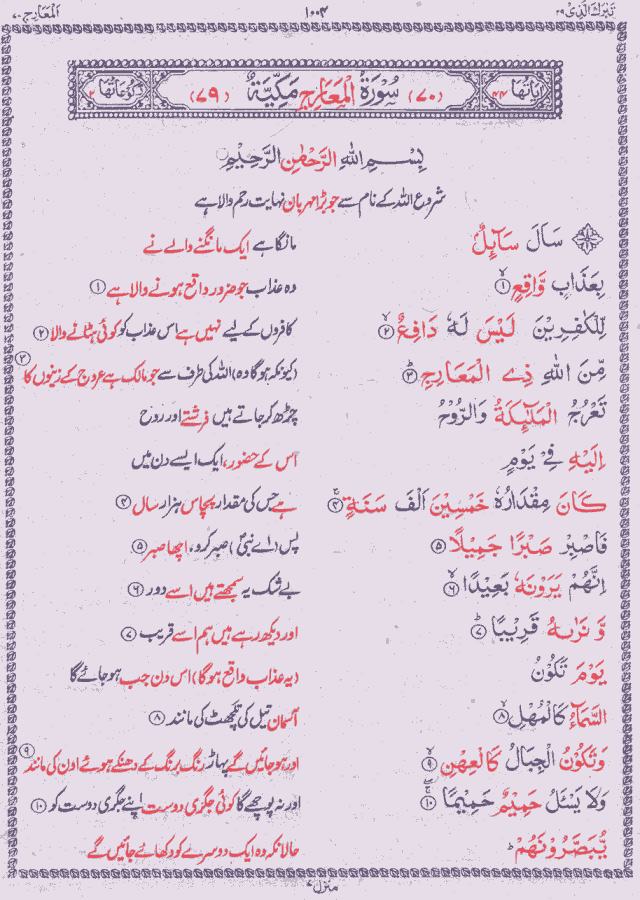 تَبٰرَكَ الَّذِیْ ۲۹ ۱۰۰۳ اَلْمَعَارِج ۷۰
اٰیَاتُهَا ۴۴ (۷۰) سُوْرَةُ الْمَعَارِجِ مَکِّیَّةٌ (۷۹) رُکُوْعَاتُهَا ۲
بِسْمِ اللّٰهِ الرَّحْمٰنِ الرَّحِیْمِ
شروع اللہ کے نام سے جو بڑا مہربان نہایت رحم والا ہے
سَاَلَ سَآىِٕلٌۢ مانگا ہے ایک مانگنے والے نے
بِعَذَابٍ وَّاقِعٍ ۱ وہ عذاب جو ضرور واقع ہونے والا ہے ۱
لِّلْكٰفِرِیْنَ لَیْسَ لَهٗ دَافِعٌ ۲ کافروں کے لیے نہیں ہے اس عذاب کو کوئی ہٹانے والا ۲
مِّنَ اللّٰهِ ذِی الْمَعَارِجِ ۳ (کیونکہ ہوگا وہ) اللہ کی طرف سے جو مالک ہے عروج کے زینوں کا ۳
تَعْرُجُ الْمَلٰٓىِٕكَةُ وَالرُّوْحُ چڑھ کر جاتے ہیں فرشتے اور روح
اِلَیْهِ فِیْ یَوْمٍ اس کے حضور، ایک ایسے دن میں
كَانَ مِقْدَارُهٗ خَمْسِیْنَ اَلْفَ سَنَةٍ ۴ ہے جس کی مقدار پچاس ہزار سال ۴
فَاصْبِرْ صَبْرًا جَمِیْلًا ۵ پس (اے نبیؐ) صبر کرو، اچھا صبر ۵
اِنَّهُمْ یَرَوْنَهٗ بَعِیْدًا ۶ بے شک یہ سمجھتے ہیں اسے دور ۶
وَّ نَرٰىهُ قَرِیْبًا ۷ اور دیکھ رہے ہیں ہم اسے قریب ۷
یَوْمَ تَكُوْنُ (یہ عذاب واقع ہوگا) اس دن جب ہو جائے گا
السَّمَآءُ كَالْمُهْلِ ۸ آسمان تیل کی تلچھٹ کی مانند ۸
وَتَكُوْنُ الْجِبَالُ كَالْعِهْنِ ۹ اور ہو جائیں گے پہاڑ رنگ برنگ کے دھنکے ہوئے اون کی مانند ۹
وَلَا یَسْـَٔلُ حَمِیْمٌ حَمِیْمًا ۱۰ اور نہ پوچھے گا کوئی جگری دوست اپنے جگری دوست کو ۱۰
یُّبَصَّرُوْنَهُمْ حالانکہ وہ ایک دوسرے کو دکھائے جائیں گے
منزل ۷